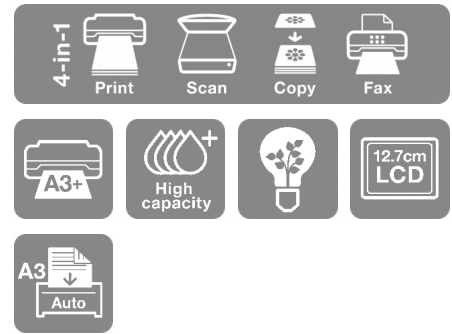 4-in-1
Print Scan Copy Fax
A3+
High
capacity
12.7cm
LCD
A3
Auto